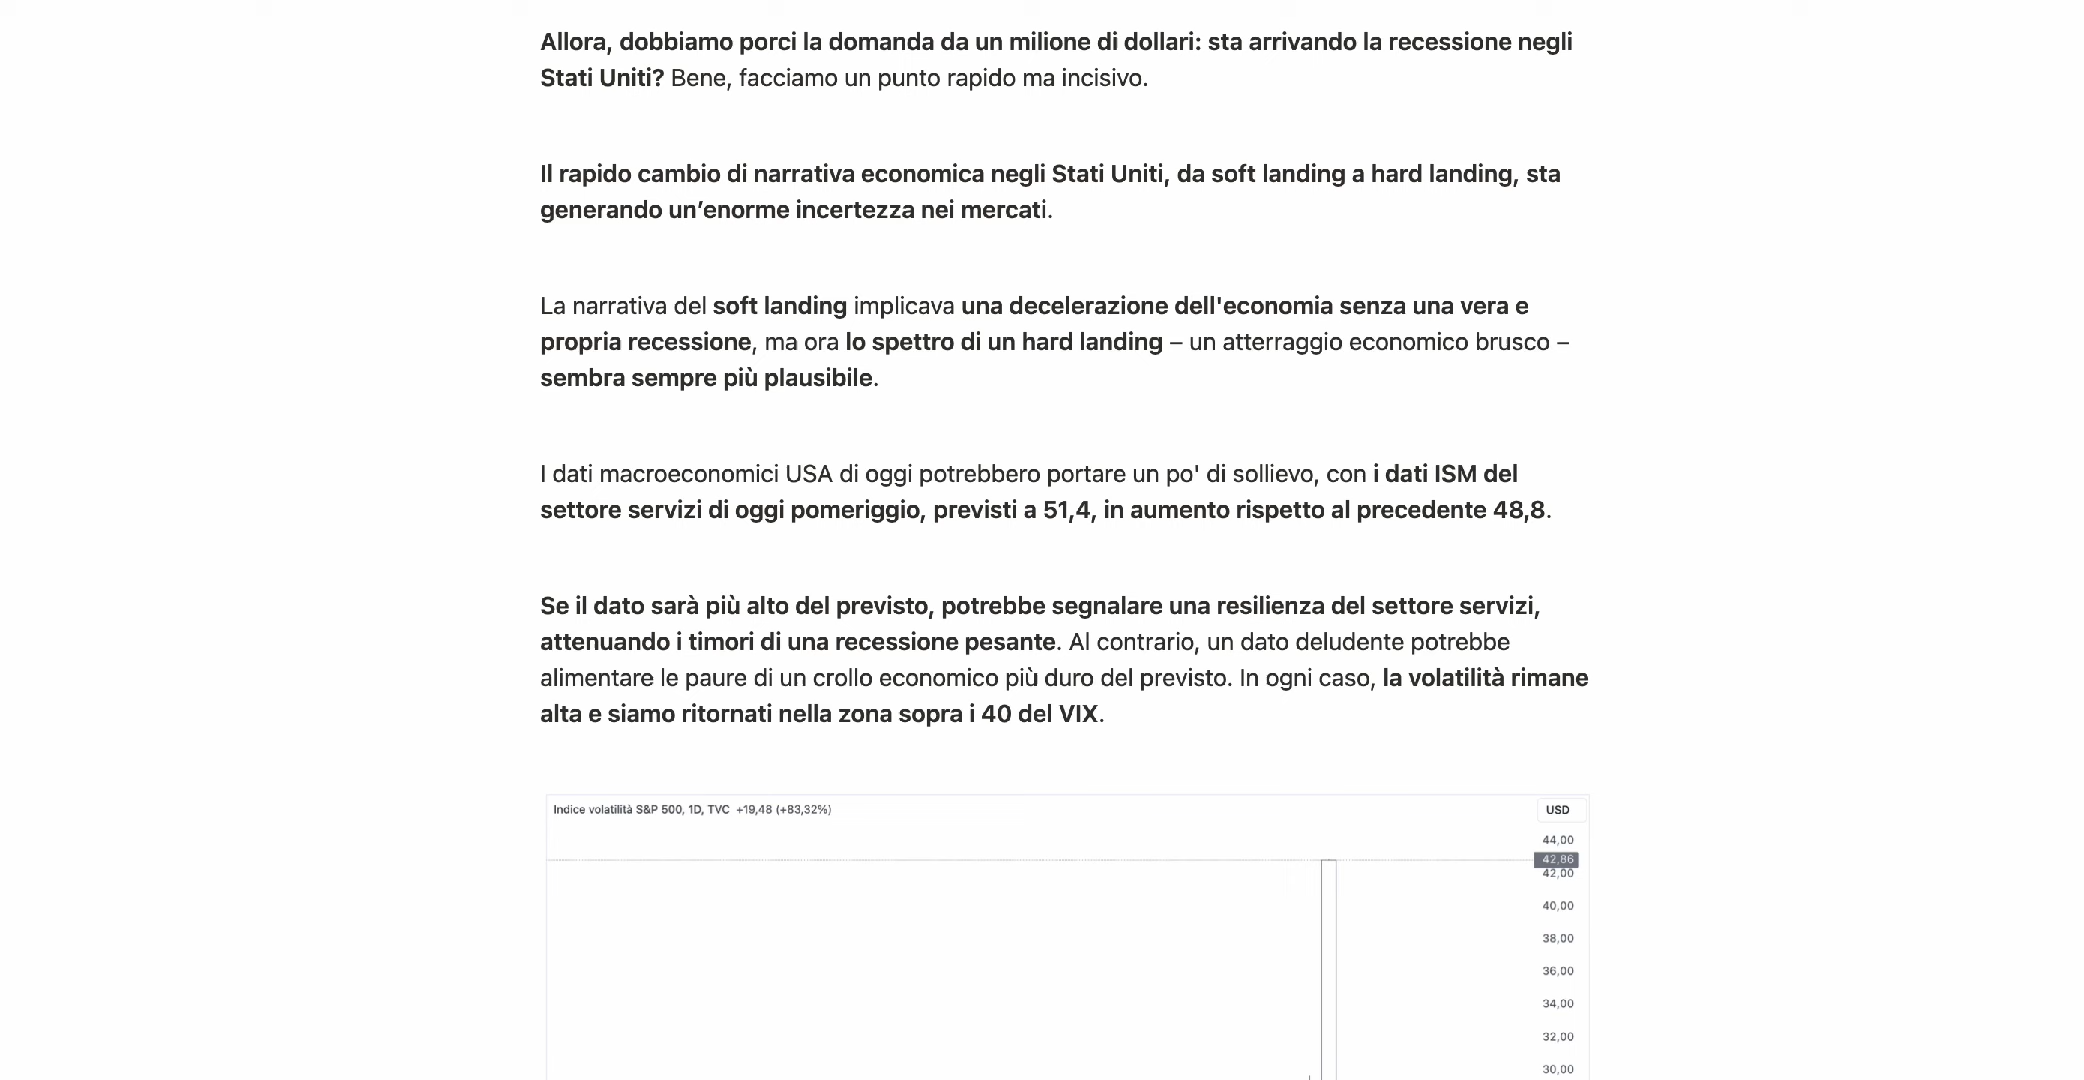 Allora, dobbiamo porci la domanda da un milione di dollari: sta arrivando la recessione negli
Stati Uniti? Bene, facciamo un punto rapido ma incisivo.
Il rapido cambio di narrativa economica negli Stati Uniti, da soft landing a hard landing, sta
generando un’enorme incertezza nei mercati.
La narrativa del soft landing implicava una decelerazione dell'economia senza una vera e
propria recessione, ma ora lo spettro di un hard landing – un atterraggio economico brusco –
sembra sempre più plausibile.
I dati macroeconomici USA di oggi potrebbero portare un po' di sollievo, con i dati ISM del
settore servizi di oggi pomeriggio, previsti a 51,4, in aumento rispetto al precedente 48,8.
Se il dato sarà più alto del previsto, potrebbe segnalare una resilienza del settore servizi,
attenuando i timori di una recessione pesante. Al contrario, un dato deludente potrebbe
alimentare le paure di un crollo economico più duro del previsto. In ogni caso, la volatilità rimane
alta e siamo ritornati nella zona sopra i 40 del VIX.
Indice volatilità S&P 500, 1D, TVC +19,48 (+83,32%)
USD
44,00
42,86
42,00
40,00
38,00
36,00
34,00
32,00
30,00